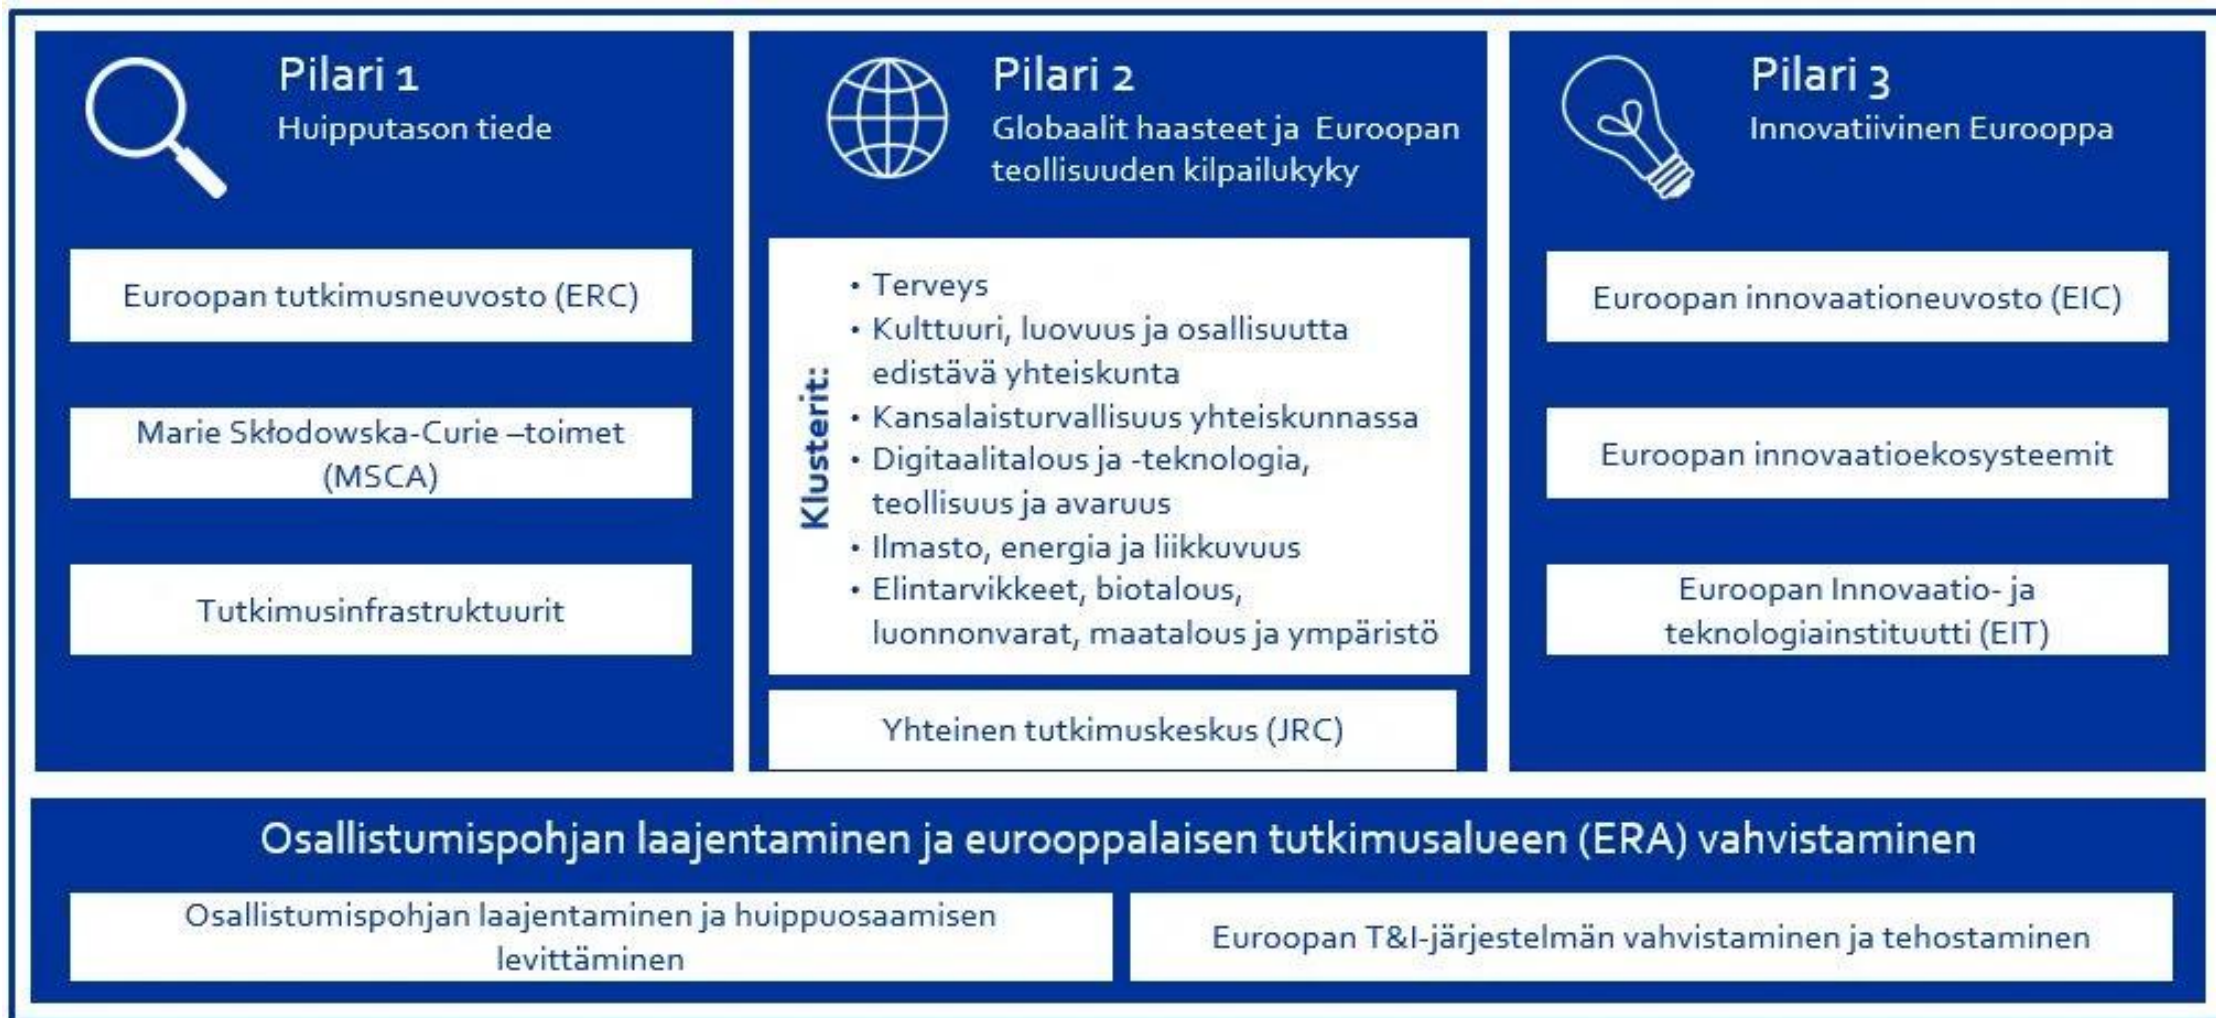 Pilari 1
Huipputason tiede
Euroopan tutkimusneuvosto (ERC)
Marie Skłodowska-Curie –toimet
(MSCA)
Tutkimusinfrastruktuurit
Pilari 2
Globaalit haasteet ja Euroopan
teollisuuden kilpailukyky
Klusterit:
• Terveys
• Kulttuuri, luovuus ja osallisuutta
edistävä yhteiskunta
• Kansalaisturvallisuus yhteiskunnassa
• Digitaalitalous ja -teknologia,
teollisuus ja avaruus
• Ilmasto, energia ja liikkuvuus
• Elintarvikkeet, biotalous,
luonnonvarat, maatalous ja ympäristö
Yhteinen tutkimuskeskus (JRC)
Pilari 3
Innovatiivinen Eurooppa
Euroopan innovaationeuvosto (EIC)
Euroopan innovaatioekosysteemit
Euroopan Innovaatio- ja
teknologiainstituutti (EIT)
Osallistumispohjan laajentaminen ja eurooppalaisen tutkimusalueen (ERA) vahvistaminen
Osallistumispohjan laajentaminen ja huippuosaamisen
levittäminen
Euroopan T&I-järjestelmän vahvistaminen ja tehostaminen